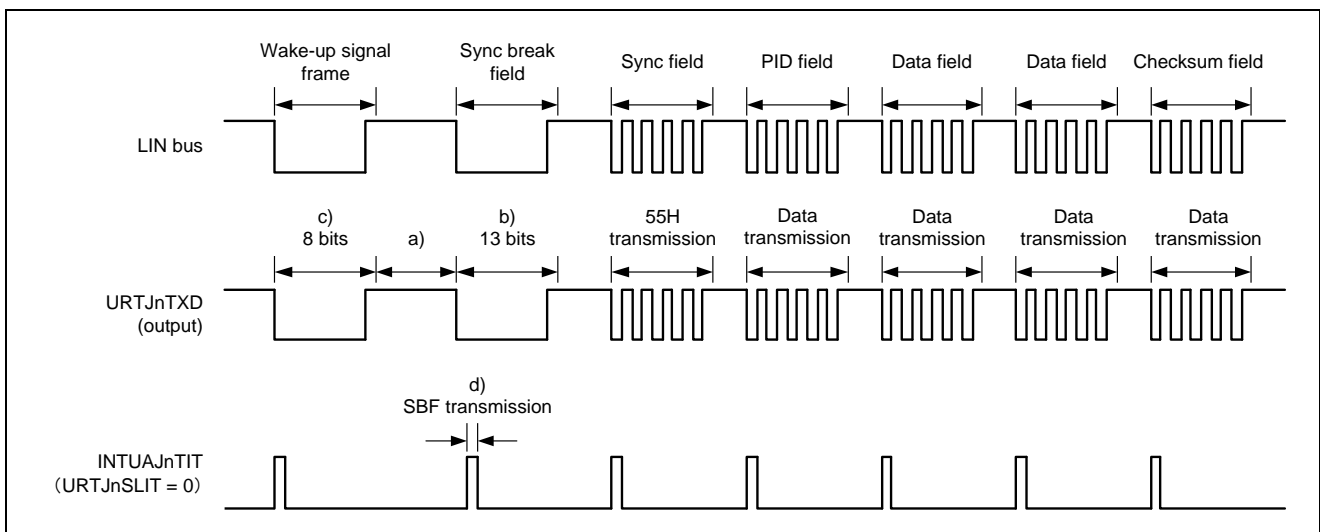 Wake-up signal
frame
Sync break
field
Sync field
PID field
Data field
Data field
Checksum field
LIN bus
c)
8 bits
a)
b)
13 bits
55H
transmission
Data
transmission
Data
transmission
Data
transmission
Data
transmission
URTJnTXD
(output)
d)
SBF transmission
INTUAJnTIT
（URTJnSLIT = 0）